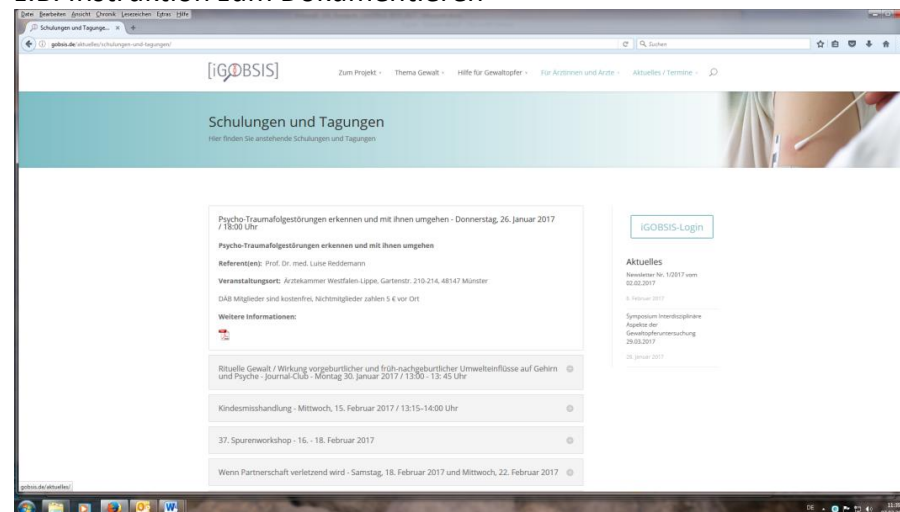 Datei Bearbeiten Ansicht Chronik Lesezeichen Extras Hilfe
Schulungen und Tagunge...
gobsis.de/aktuelles/schulungen-und-tagungen/
Suchen
[iGOBSIS]
Zum Projekt
Thema Gewalt
Hilfe für Gewaltopfer
Für Ärztinnen und Ärzte
Aktuelles / Termine
Schulungen und Tagungen
Hier finden Sie anstehende Schulungen und Tagungen
Psycho-Traumafolgestörungen erkennen und mit ihnen umgehen - Donnerstag, 26. Januar 2017
/ 18:00 Uhr
Psycho-Traumafolgestörungen erkennen und mit ihnen umgehen
Referent(en): Prof. Dr. med. Luise Reddemann
Veranstaltungsort: Ärztekammer Westfalen-Lippe, Gartenstr. 210-214, 48147 Münster
DÄB Mitglieder sind kostenfrei, Nichtmitglieder zahlen 5 € vor Ort
Weitere Informationen:
Rituelle Gewalt / Wirkung vorgeburtlicher und früh-nachgeburtlicher Umwelteinflüsse auf Gehirn
und Psyche - Journal-Club - Montag 30. Januar 2017 / 13:00 - 13: 45 Uhr
Kindesmisshandlung - Mittwoch, 15. Februar 2017 / 13:15–14:00 Uhr
37. Spurenworkshop - 16. - 18. Februar 2017
Wenn Partnerschaft verletzend wird - Samstag, 18. Februar 2017 und Mittwoch, 22. Februar 2017
iGOBSIS-Login
Aktuelles
Newsletter Nr. 1/2017 vom
02.02.2017
Februar 2017
Symposium Interdisziplinäre
Aspekte der
Gewaltopferuntersuchung
29.03.2017
Januar 2017
gobsis.de/aktuelles/
DE